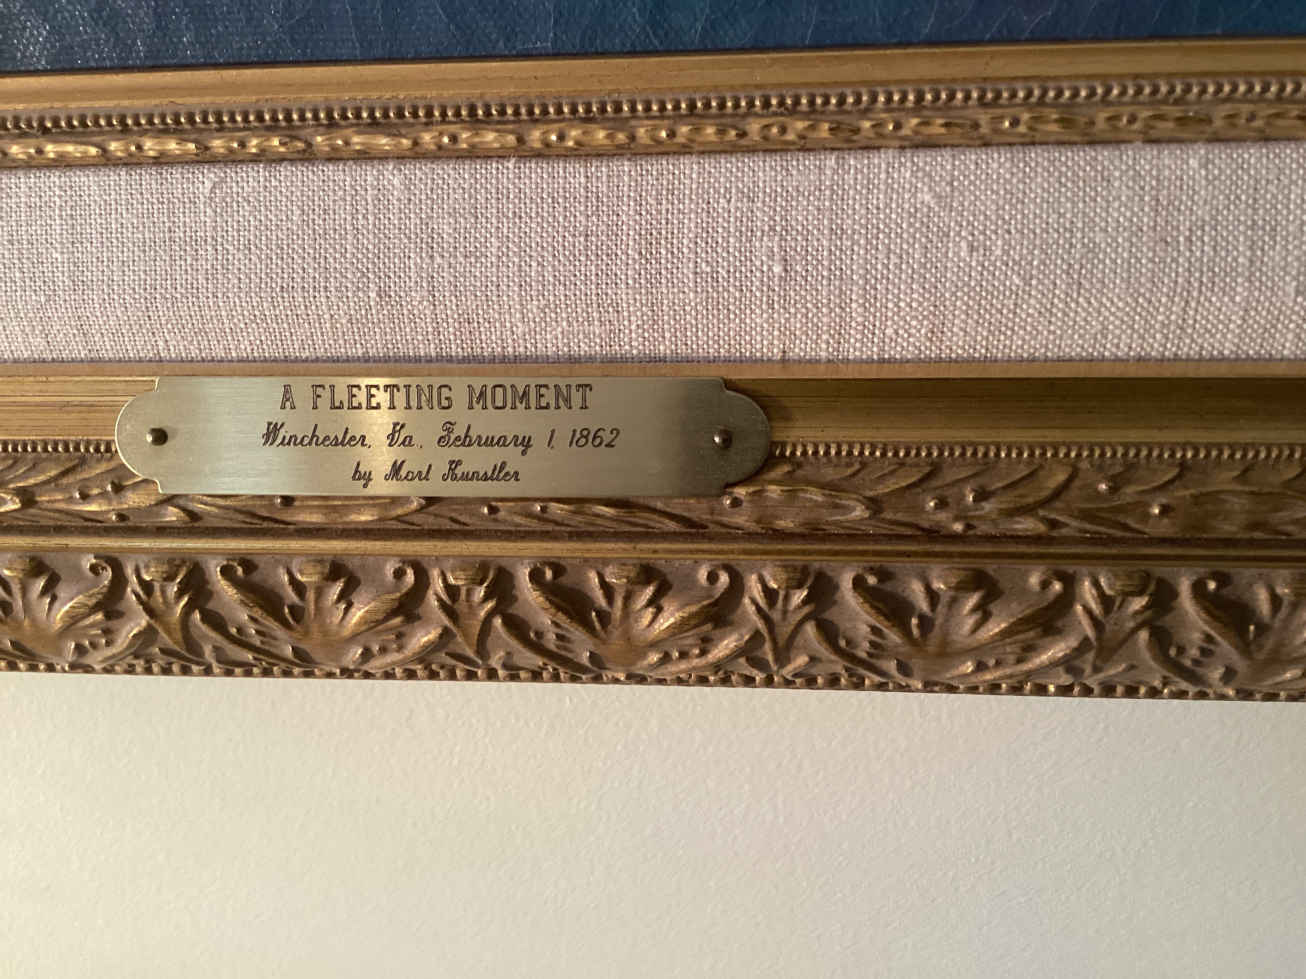 A FLEETING MOMENT
Winchester, Va., February 1, 1862
by Mort Kunstler